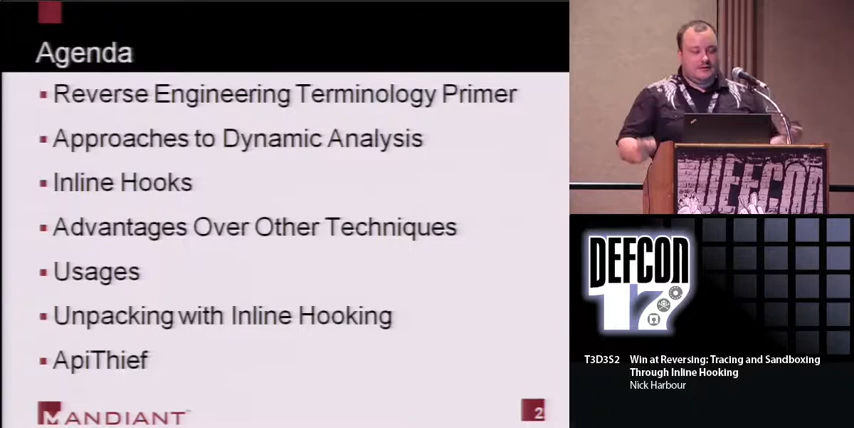 Agenda
▪ Reverse Engineering Terminology Primer
▪ Approaches to Dynamic Analysis
▪ Inline Hooks
▪ Advantages Over Other Techniques
▪ Usages
▪ Unpacking with Inline Hooking
▪ ApiThief
MANDIANT
2
DEFCON
DEFCON
17
T3D3S2 Win at Reversing: Tracing and Sandboxing
Through Inline Hooking
Nick Harbour